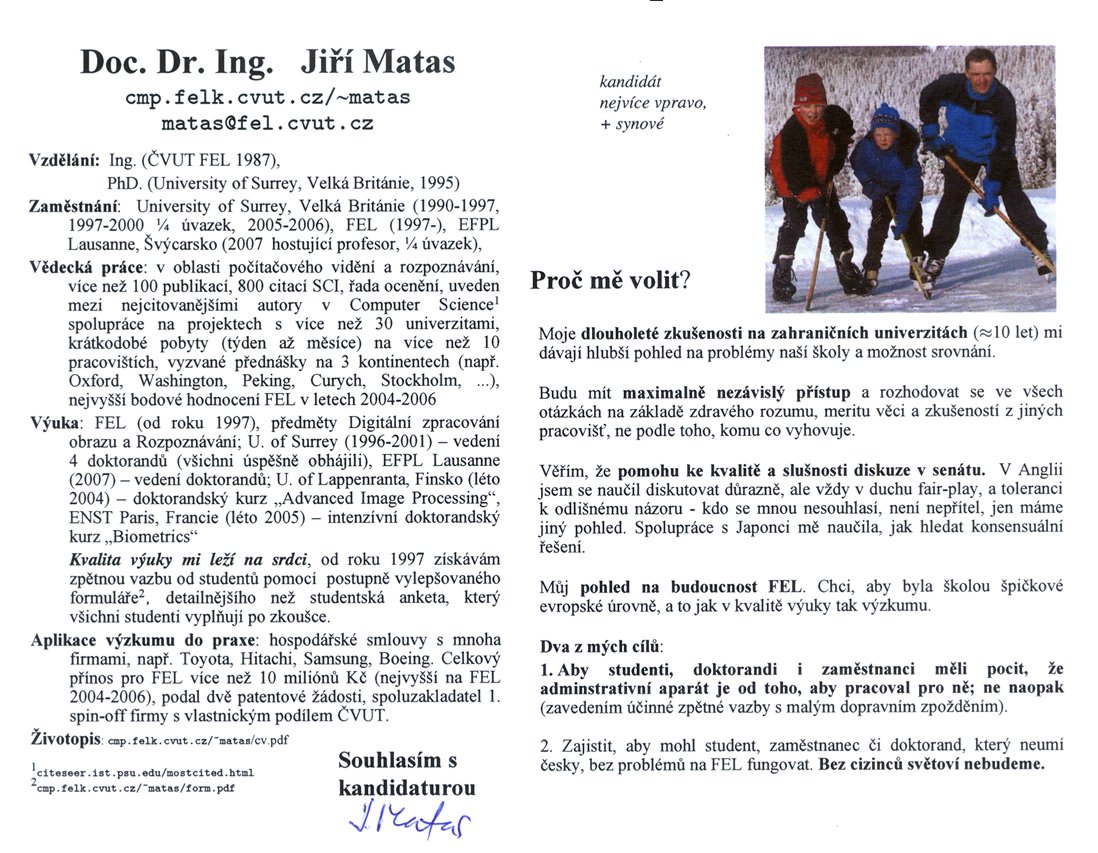 Doc. Dr. Ing. Jiří Matas
cmp.felk.cvut.cz/~matas
matas@fel.cvut.cz
Vzdělání: Ing. (ČVUT FEL 1987),
PhD. (University of Surrey, Velká Británie, 1995)
Zaměstnání: University of Surrey, Velká Británie (1990-1997,
1997-2000 ¼ úvazek, 2005-2006), FEL (1997-), EFPL
Lausanne, Švýcarsko (2007 hostující profesor, ¼ úvazek),
Vědecká práce: v oblasti počítačového vidění a rozpoznávání,
více než 100 publikací, 800 citací SCI, řada ocenění, uveden
mezi nejcitovanějšími autory v Computer Science¹
spolupráce na projektech s více než 30 univerzitami,
krátkodobé pobyty (týden až měsíce) na více než 10
pracovištích, vyzvané přednášky na 3 kontinentech (např.
Oxford, Washington, Peking, Curych, Stockholm, ...),
nejvyšší bodové hodnocení FEL v letech 2004-2006
Výuka: FEL (od roku 1997), předměty Digitální zpracování
obrazu a Rozpoznávání; U. of Surrey (1996-2001) – vedení
4 doktorandů (všichni úspěšně obhájili), EFPL Lausanne
(2007) – vedení doktorandů; U. of Lappenranta, Finsko (léto
2004) – doktorandský kurz „Advanced Image Processing“,
ENST Paris, Francie (léto 2005) – intenzívní doktorandský
kurz „Biometrics“
Kvalita výuky mi leží na srdci, od roku 1997 získávám
zpětnou vazbu od studentů pomocí postupně vylepšovaného
formuláře², detailnějšího než studentská anketa, který
všichni studenti vyplňují po zkoušce.
Aplikace výzkumu do praxe: hospodářské smlouvy s mnoha
firmami, např. Toyota, Hitachi, Samsung, Boeing. Celkový
přínos pro FEL více než 10 miliónů Kč (nejvyšší na FEL
2004-2006), podal dvě patentové žádosti, spoluzakladatel 1.
spin-off firmy s vlastnickým podílem ČVUT.
Životopis: cmp.felk.cvut.cz/~matas/cv.pdf
¹citeseer.ist.psu.edu/mostcited.html
²cmp.felk.cvut.cz/~matas/form.pdf
Souhlasím s
kandidaturou
J Matas
kandidát
nejvíce vpravo,
+ synové
Proč mě volit?
Moje dlouholeté zkušenosti na zahraničních univerzitách (≈10 let) mi
dávají hlubší pohled na problémy naší školy a možnost srovnání.
Budu mít maximalně nezávislý přístup a rozhodovat se ve všech
otázkách na základě zdravého rozumu, meritu věci a zkušeností z jiných
pracovišť, ne podle toho, komu co vyhovuje.
Věřím, že pomohu ke kvalitě a slušnosti diskuze v senátu. V Anglii
jsem se naučil diskutovat důrazně, ale vždy v duchu fair-play, a toleranci
k odlišnému názoru - kdo se mnou nesouhlasí, není nepřítel, jen máme
jiný pohled. Spolupráce s Japonci mě naučila, jak hledat konsensuální
řešení.
Můj pohled na budoucnost FEL. Chci, aby byla školou špičkové
evropské úrovně, a to jak v kvalitě výuky tak výzkumu.
Dva z mých cílů:
1. Aby studenti, doktorandi i zaměstnanci měli pocit, že
adminstrativní aparát je od toho, aby pracoval pro ně; ne naopak
(zavedením účinné zpětné vazby s malým dopravním zpožděním).
2. Zajistit, aby mohl student, zaměstnanec či doktorand, který neumí
česky, bez problémů na FEL fungovat. Bez cizinců světoví nebudeme.